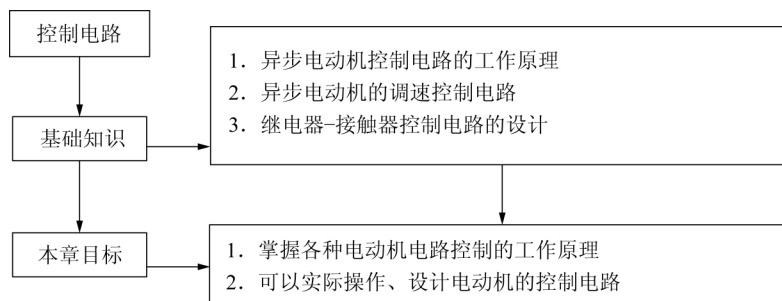 控制电路
1．异步电动机控制电路的工作原理
2．异步电动机的调速控制电路
3．继电器-接触器控制电路的设计
基础知识
本章目标
1．掌握各种电动机电路控制的工作原理
2．可以实际操作、设计电动机的控制电路